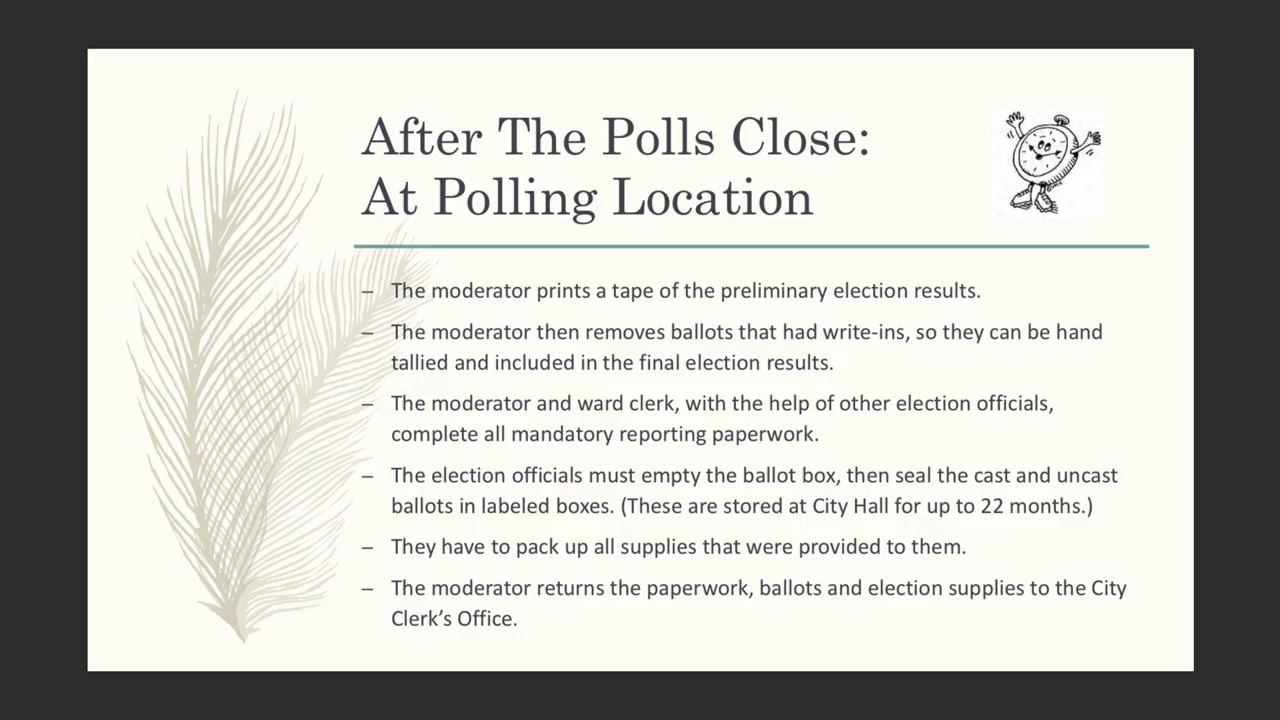 After The Polls Close:
At Polling Location
– The moderator prints a tape of the preliminary election results.
– The moderator then removes ballots that had write-ins, so they can be hand
tallied and included in the final election results.
– The moderator and ward clerk, with the help of other election officials,
complete all mandatory reporting paperwork.
– The election officials must empty the ballot box, then seal the cast and uncast
ballots in labeled boxes. (These are stored at City Hall for up to 22 months.)
– They have to pack up all supplies that were provided to them.
– The moderator returns the paperwork, ballots and election supplies to the City
Clerk’s Office.